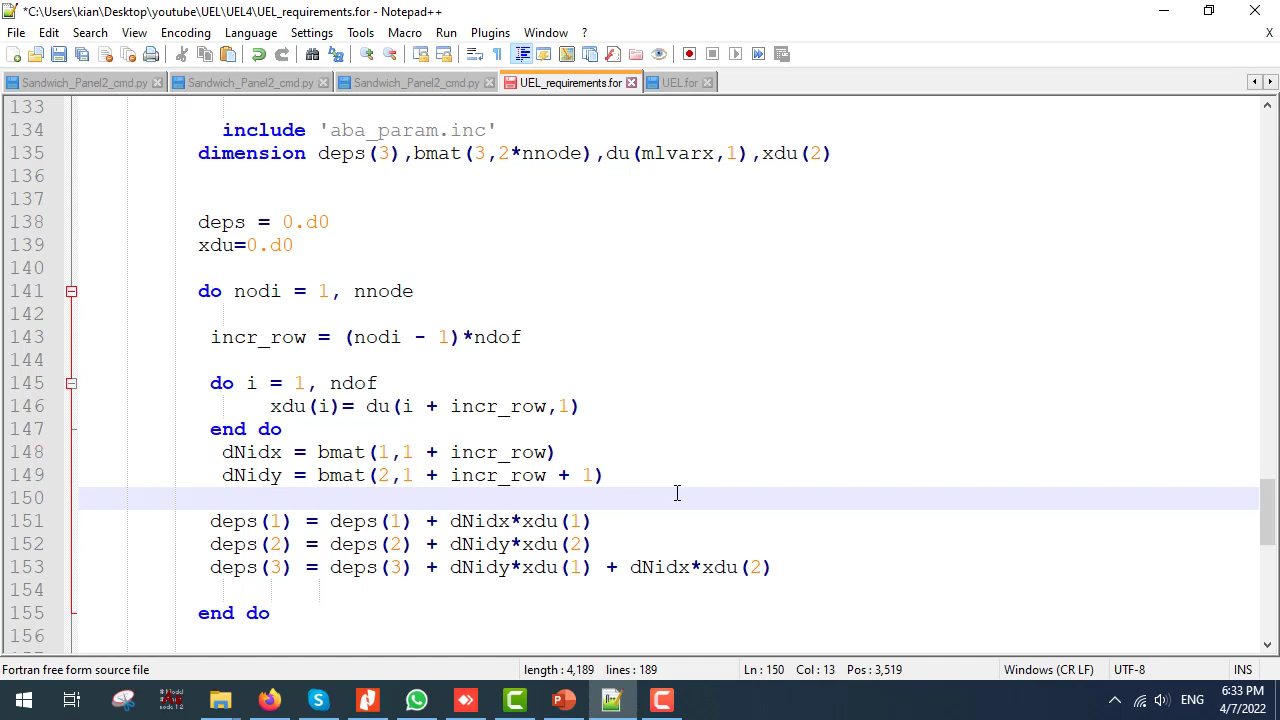 *C:\Users\kian\Desktop\youtube\UEL\UEL4\UEL_requirements.for - Notepad++
File Edit Search View Encoding Language Settings Tools Macro Run Plugins Window ? X
Sandwich_Panel2_cmd.py Sandwich_Panel2_cmd.py Sandwich_Panel2_cmd.py UEL_requirements.for UEL.for
133
134 include 'aba_param.inc'
135 dimension deps(3),bmat(3,2*nnode),du(mlvarx,1),xdu(2)
136
137
138 deps = 0.d0
139 xdu=0.d0
140
141 do nodi = 1, nnode
142
143 incr_row = (nodi - 1)*ndof
144
145 do i = 1, ndof
146 xdu(i)= du(i + incr_row,1)
147 end do
148 dNidx = bmat(1,1 + incr_row)
149 dNidy = bmat(2,1 + incr_row + 1)
150
151 deps(1) = deps(1) + dNidx*xdu(1)
152 deps(2) = deps(2) + dNidy*xdu(2)
153 deps(3) = deps(3) + dNidy*xdu(1) + dNidx*xdu(2)
154
155 end do
156
Fortran free form source file length : 4,189 lines : 189 Ln : 150 Col : 13 Pos : 3,519 Windows (CR LF) UTF-8 INS
ENG
6:33 PM
4/7/2022